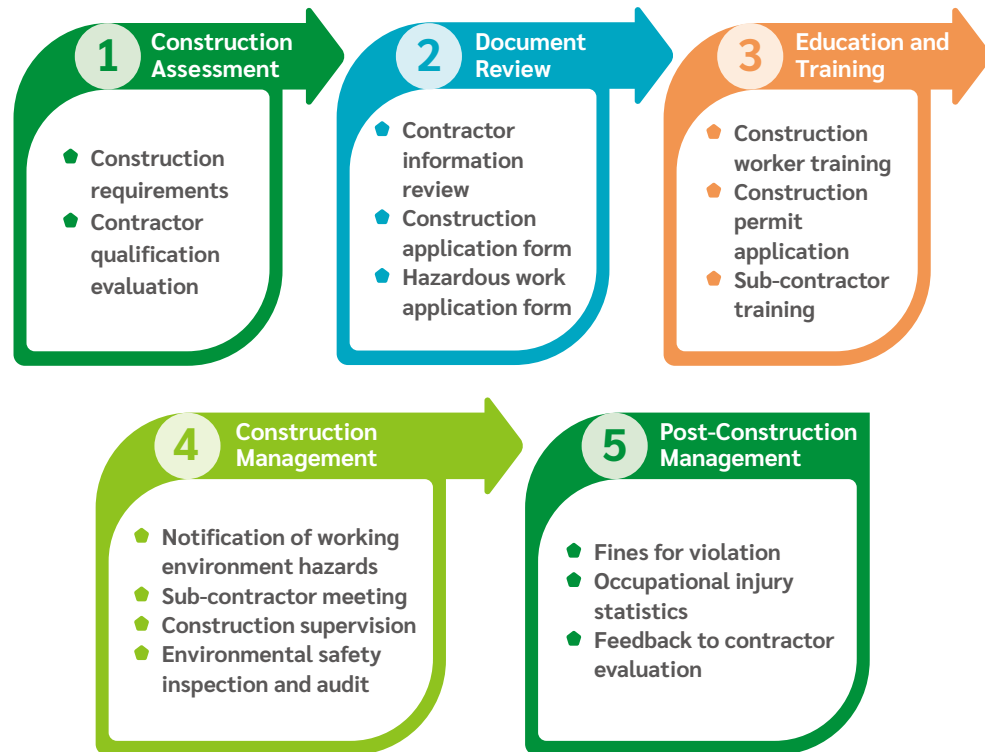 1
Construction
Assessment
Construction
requirements
Contractor
qualification
evaluation
2
Document
Review
Contractor
information
review
Construction
application form
Hazardous work
application form
3
Education and
Training
Construction
worker training
Construction
permit
application
Sub-contractor
training
4
Construction
Management
Notification of working
environment hazards
Sub-contractor meeting
Construction supervision
Environmental safety
inspection and audit
5
Post-Construction
Management
Fines for violation
Occupational injury
statistics
Feedback to contractor
evaluation